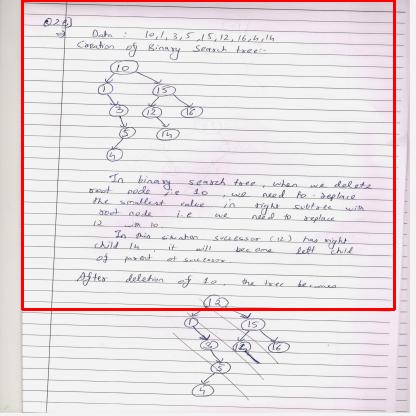 Q2(a)
→ Data : 10,1,3,5,15,12,16,4,14
Creation of Binary Search tree:-
10
1 15
3 12 16
5 14
4
In binary search tree, when we delete
root node i.e 10, we need to replace
the smallest value in right subtree with
root node i.e we need to replace
12 with 10.
In this situation successor (12) has right
child 14, it will become left child
of parent of successor.
After deletion of 10, the tree becomes
12
1 15
3 16
5
4